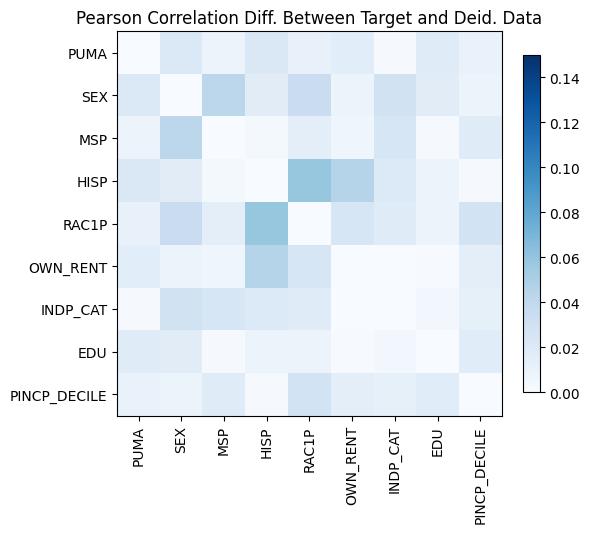 Pearson Correlation Diff. Between Target and Deid. Data
PUMA
SEX
MSP
HISP
RAC1P
OWN_RENT
INDP_CAT
EDU
PINCP_DECILE
PUMA
SEX
MSP
HISP
RAC1P
OWN_RENT
INDP_CAT
EDU
PINCP_DECILE
0.14
0.12
0.10
0.08
0.06
0.04
0.02
0.00